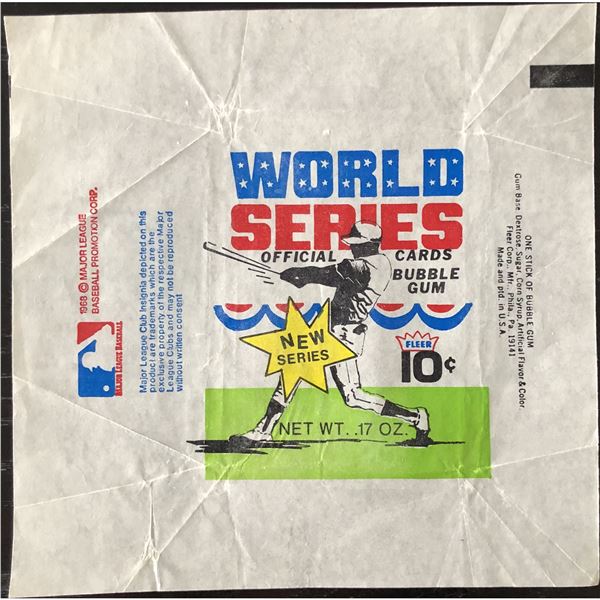 WORLD
SERIES
OFFICIAL CARDS
BUBBLE
GUM
NEW
SERIES
FLEER
10¢
NET WT. .17 OZ.
1968 © MAJOR LEAGUE
BASEBALL PROMOTION CORP.
MAJOR LEAGUE BASEBALL
Major League Club Insignia depicted on this
product are trademarks which are the
exclusive property of the respective Major
League Clubs and may not be reproduced
without written consent
ONE STICK OF BUBBLE GUM
Gum Base, Dextrose, Sugar, Corn Syrup, Artificial Flavor & Color.
Fleer Corp., Mfr., Phila., Pa. 19141
Made and ptd. in U.S.A.